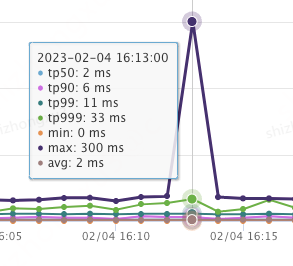 2023-02-04 16:13:00
tp50: 2 ms
tp90: 6 ms
tp99: 11 ms
tp999: 33 ms
min: 0 ms
max: 300 ms
avg: 2 ms
6:05
02/04 16:10
02/04 16:15